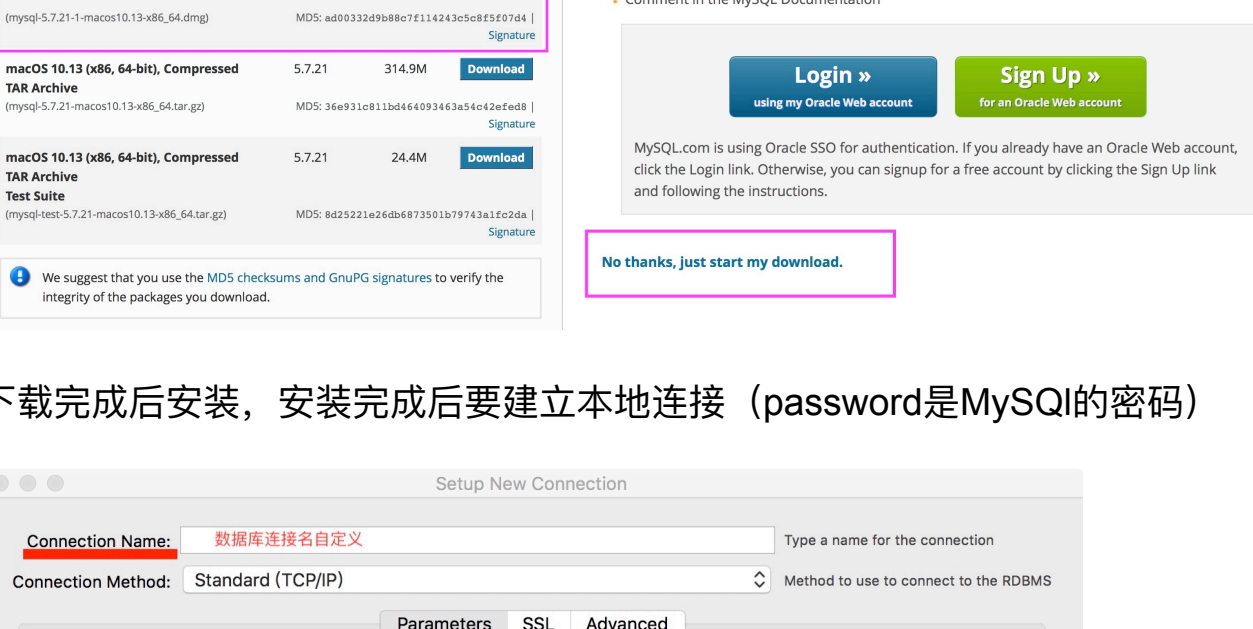 (mysql-5.7.21-1-macos10.13-x86_64.dmg)
MD5: ad00332d9b88c7f114243c5c8f5f07d4 |
Signature
macOS 10.13 (x86, 64-bit), Compressed
TAR Archive
5.7.21
314.9M
Download
(mysql-5.7.21-macos10.13-x86_64.tar.gz)
MD5: 36e931c811bd464093463a54c42efed8 |
Signature
macOS 10.13 (x86, 64-bit), Compressed
TAR Archive
Test Suite
5.7.21
24.4M
Download
(mysql-test-5.7.21-macos10.13-x86_64.tar.gz)
MD5: 8d25221e26db6873501b79743a1fc2da |
Signature
We suggest that you use the MD5 checksums and GnuPG signatures to verify the
integrity of the packages you download.
Comment in the MySQL Documentation
Login »
using my Oracle Web account
Sign Up »
for an Oracle Web account
MySQL.com is using Oracle SSO for authentication. If you already have an Oracle Web account,
click the Login link. Otherwise, you can signup for a free account by clicking the Sign Up link
and following the instructions.
No thanks, just start my download.
下载完成后安装，安装完成后要建立本地连接（password是MySQl的密码）
Setup New Connection
Connection Name:
数据库连接名自定义
Type a name for the connection
Connection Method:
Standard (TCP/IP)
Method to use to connect to the RDBMS
Parameters
SSL
Advanced